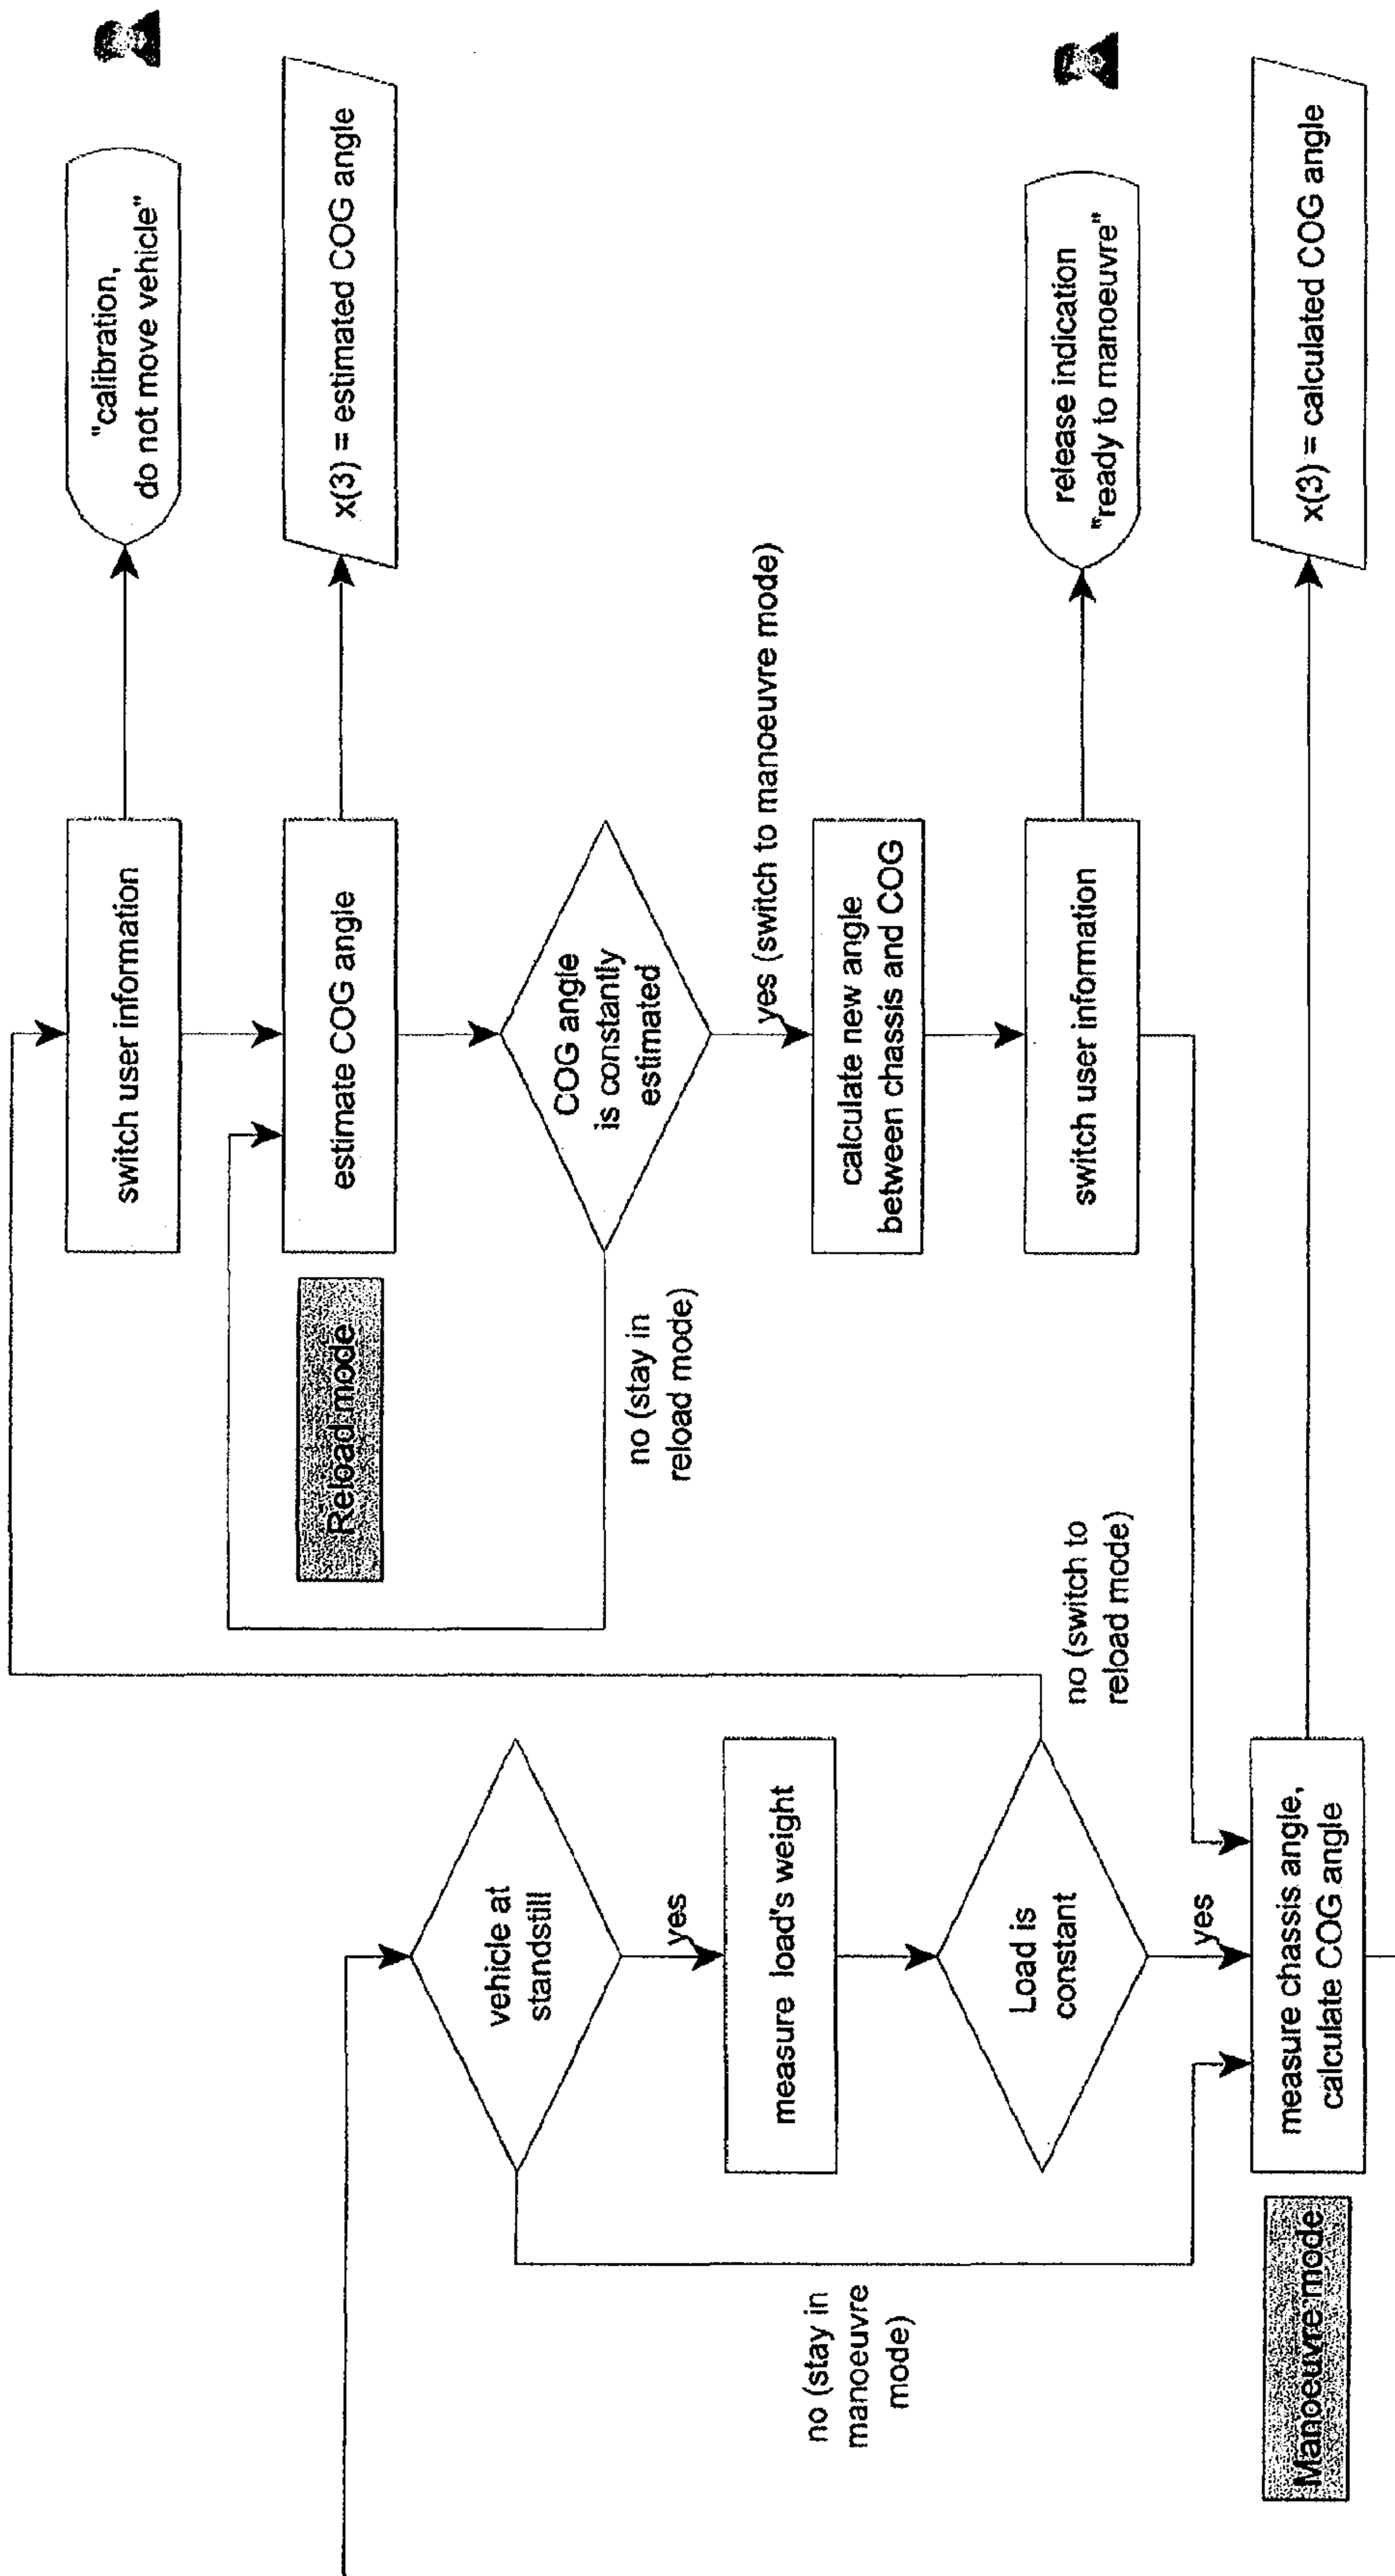 vehicle at
standstill
no (stay in
manoeuvre
mode)
yes
measure load's weight
Load is
constant
no (switch to
reload mode)
yes
Manoeuvre mode
measure chassis angle,
calculate COG angle
x(3) = calculated COG angle
switch user information
"calibration,
do not move vehicle"
Reload mode
estimate COG angle
x(3) = estimated COG angle
COG angle
is constantly
estimated
no (stay in
reload mode)
yes (switch to manoeuvre mode)
calculate new angle
between chassis and COG
switch user information
release indication
"ready to manoeuvre"